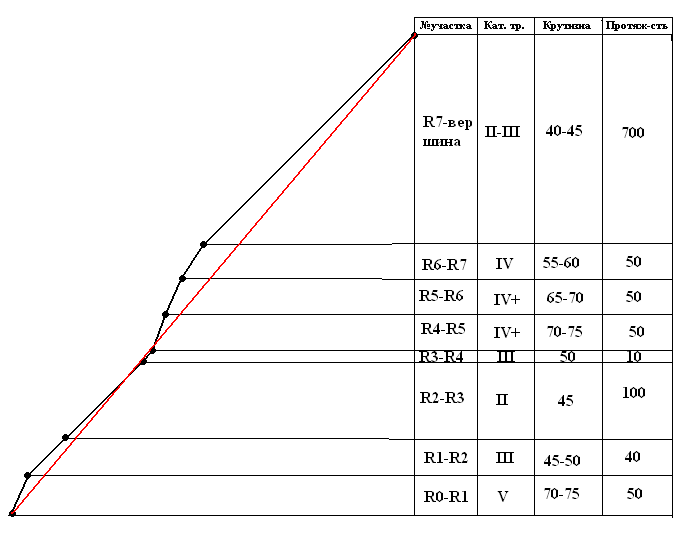 №участка Кат. тр. Крутизна Протяж-сть
R7-вер
шина II-III 40-45 700
R6-R7 IV 55-60 50
R5-R6 IV+ 65-70 50
R4-R5 IV+ 70-75 50
R3-R4 III 50 10
R2-R3 II 45 100
R1-R2 III 45-50 40
R0-R1 V 70-75 50